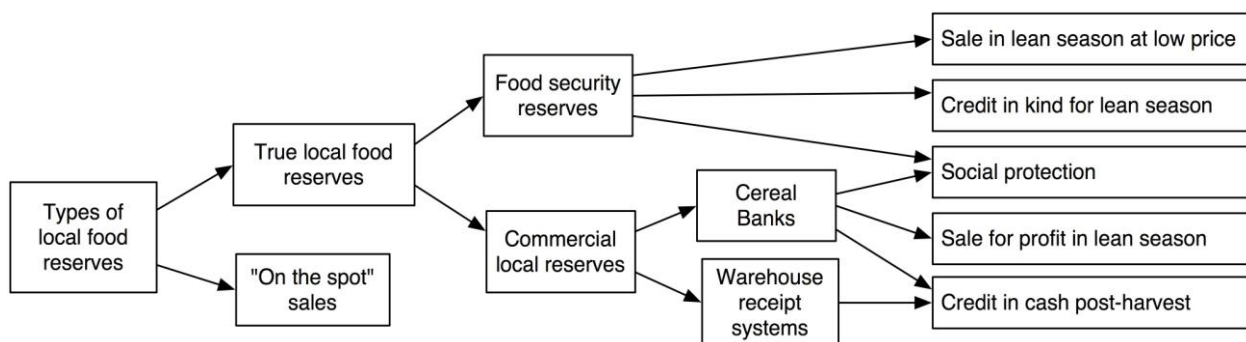 Types of
local food
reserves
True local food
reserves
"On the spot"
sales
Food security
reserves
Commercial
local reserves
Cereal
Banks
Warehouse
receipt
systems
Sale in lean season at low price
Credit in kind for lean season
Social protection
Sale for profit in lean season
Credit in cash post-harvest